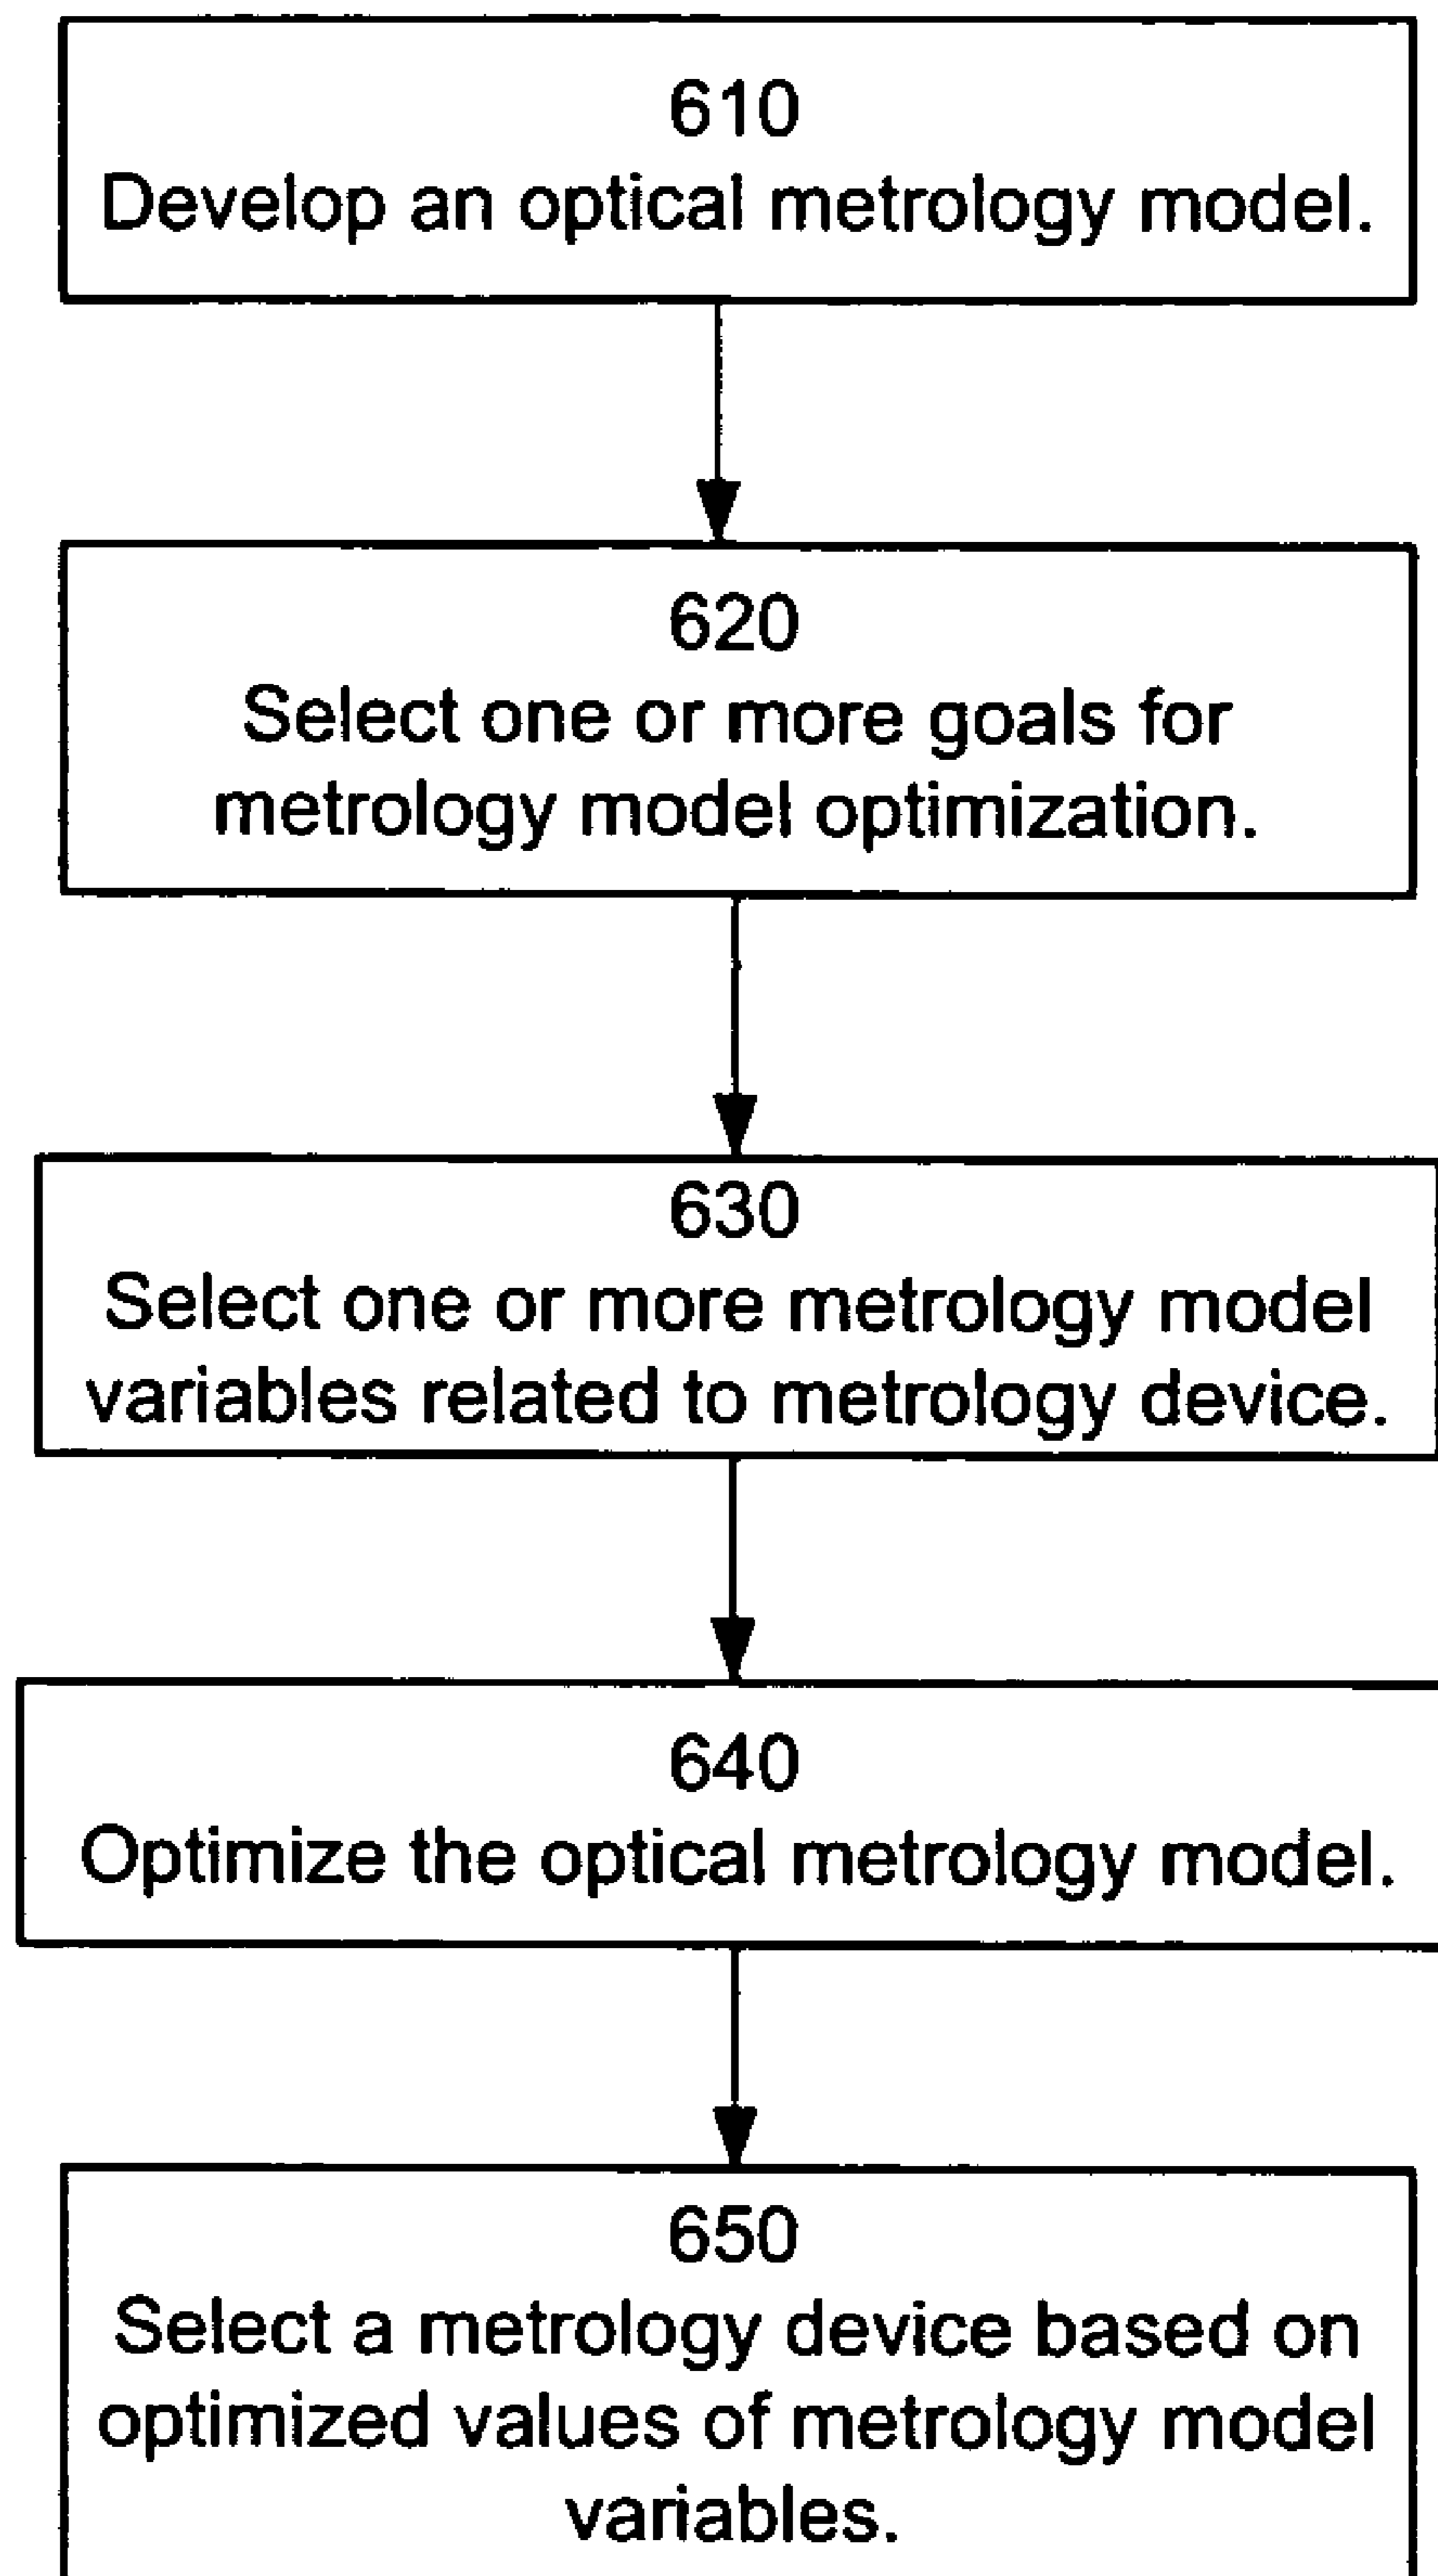 610
Develop an optical metrology model.
620
Select one or more goals for
metrology model optimization.
630
Select one or more metrology model
variables related to metrology device.
640
Optimize the optical metrology model.
650
Select a metrology device based on
optimized values of metrology model
variables.